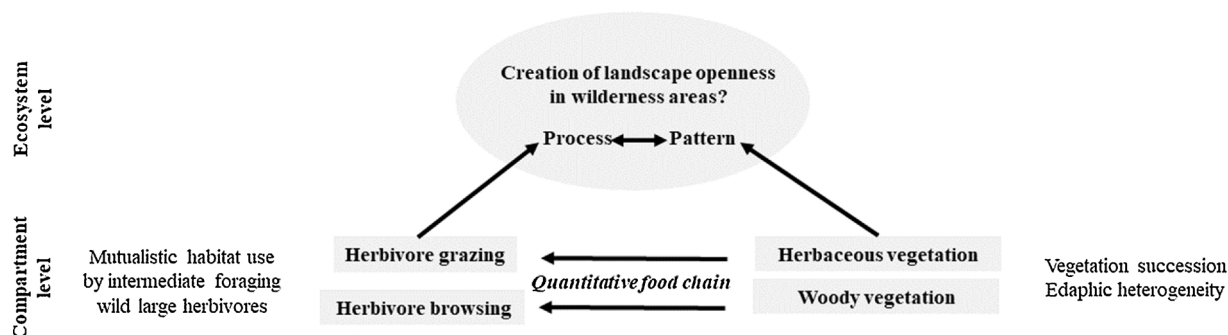 Ecosystem
level
Creation of landscape openness
in wilderness areas?
Process Pattern
Compartment
level
Mutualistic habitat use
by intermediate foraging
wild large herbivores
Herbivore grazing
Herbivore browsing
Quantitative food chain
Herbaceous vegetation
Woody vegetation
Vegetation succession
Edaphic heterogeneity